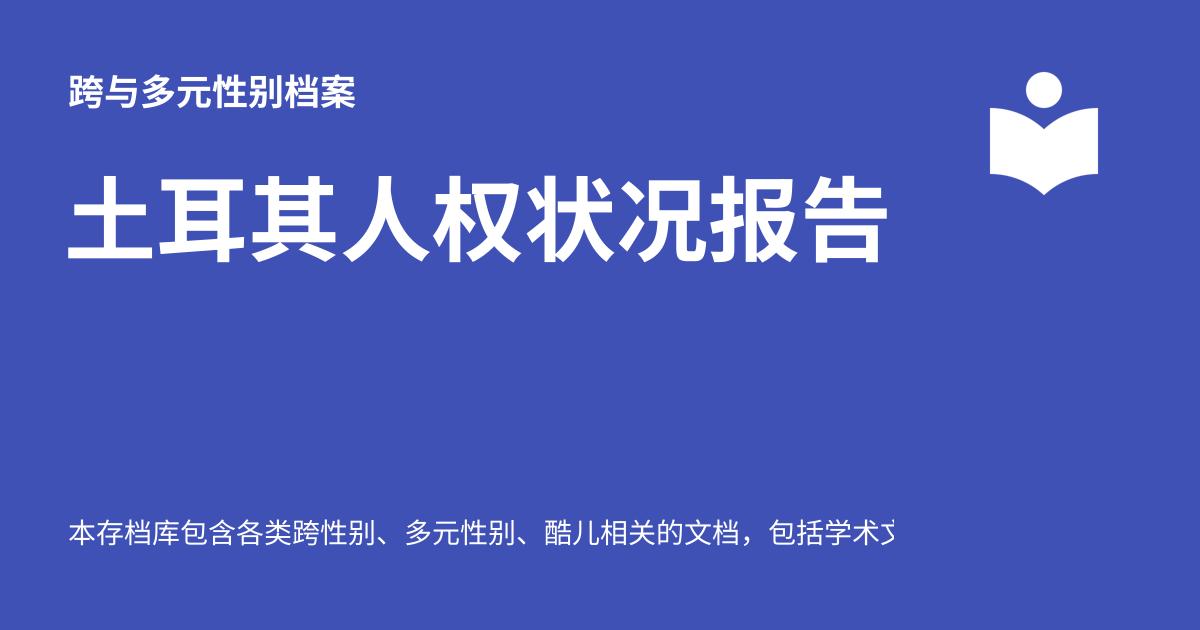 跨与多元性别档案
土耳其人权状况报告
本存档库包含各类跨性别、多元性别、酷儿相关的文档，包括学术